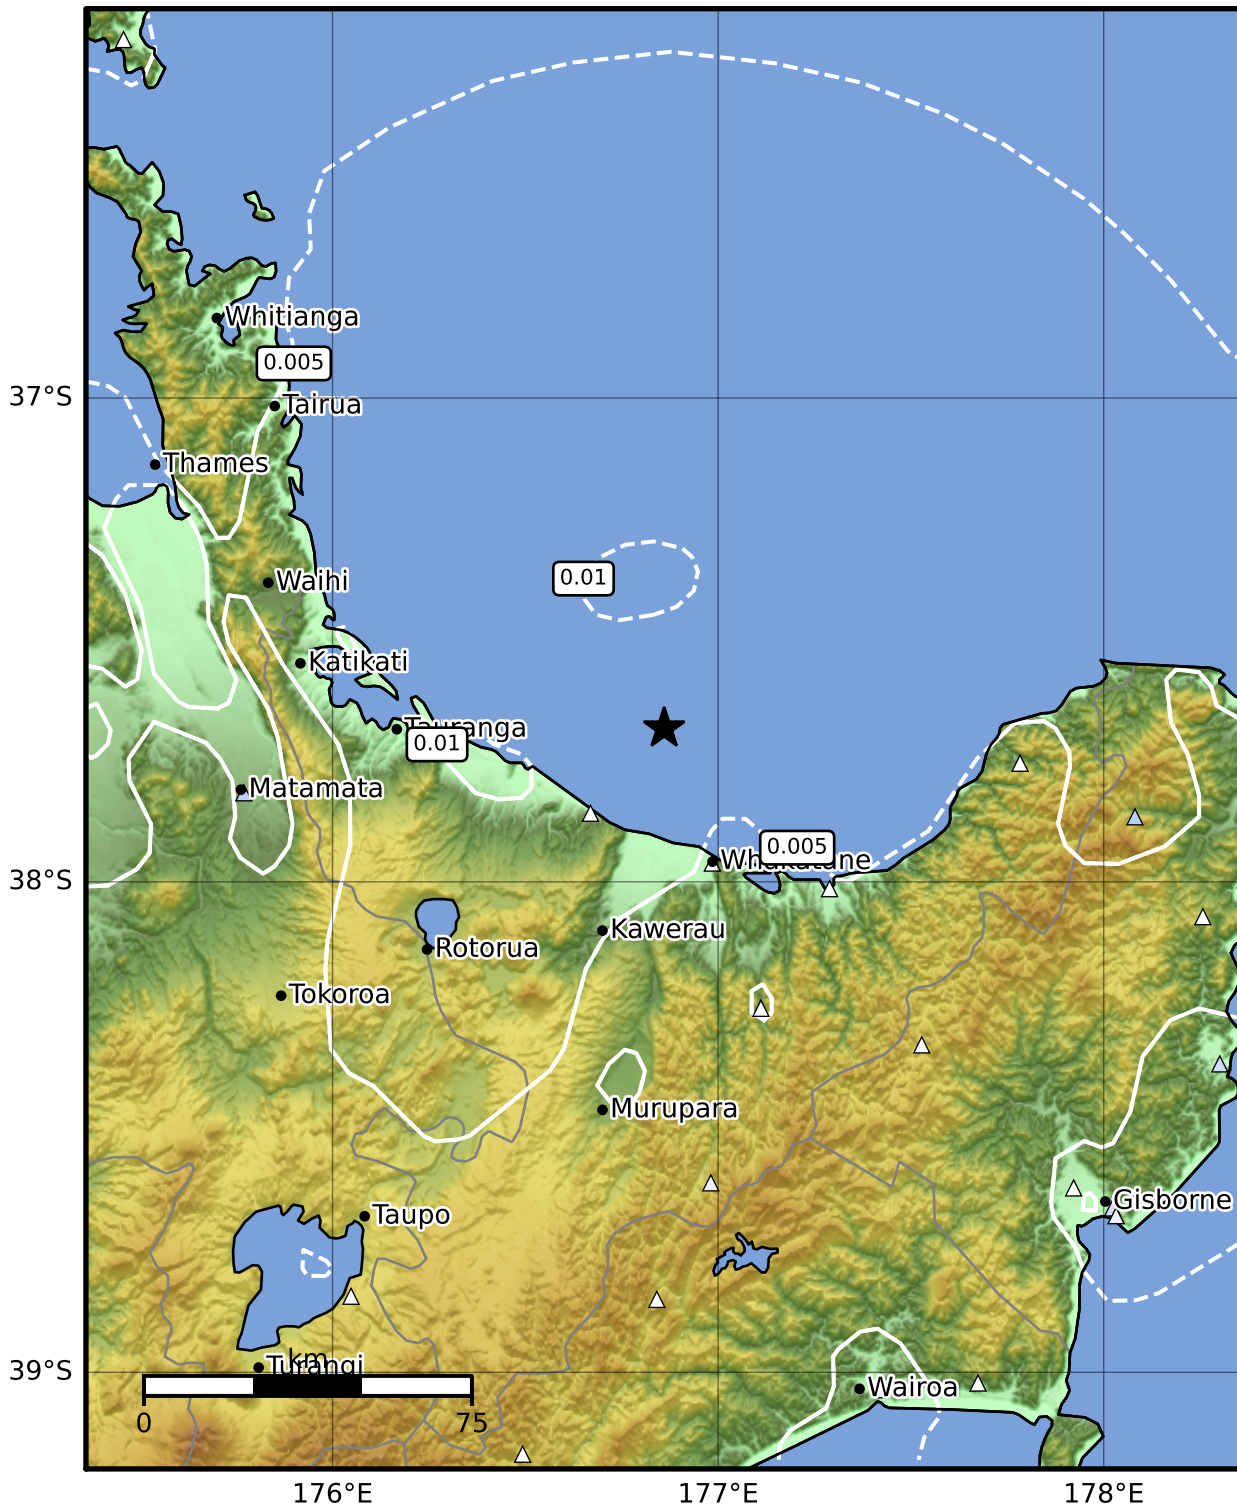 Whitianga
0.005
37°S
Tairua
Thames
0.01
Waihi
Katikati
Tauranga
0.01
Matamata
0.005
Whakatane
38°S
Kawerau
Rotorua
Tokoroa
Murupara
Gisborne
Taupo
km
Turangi
39°S
Wairoa
0
75
176°E
177°E
178°E